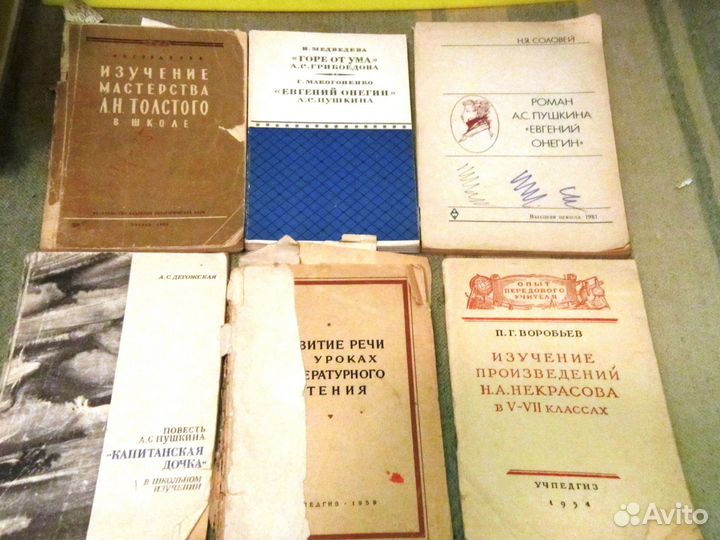 ИЗУЧЕНИЕ
МАСТЕРСТВА
Л.Н. ТОЛСТОГО
В ШКОЛЕ
И. МЕДВЕДЕВА
«ГОРЕ ОТ УМА»
А.С. ГРИБОЕДОВА
Г. МАКОГОНЕНКО
«ЕВГЕНИЙ ОНЕГИН»
А.С. ПУШКИНА
Н.Я. СОЛОВЕЙ
РОМАН
А.С. ПУШКИНА
«ЕВГЕНИЙ
ОНЕГИН»
Высшая школа 1981
А.С. ДЕГОЖСКАЯ
ПОВЕСТЬ
А.С. ПУШКИНА
«КАПИТАНСКАЯ
ДОЧКА»
В ШКОЛЬНОМ
ИЗУЧЕНИИ
ВИТИЕ РЕЧИ
УРОКАХ
ЕРАТУРНОГО
ТЕНИЯ
ПЕДГИЗ · 1959
ОПЫТ
ПЕРЕДОВОГО
УЧИТЕЛЯ
П. Г. ВОРОБЬЕВ
ИЗУЧЕНИЕ
ПРОИЗВЕДЕНИЙ
Н.А. НЕКРАСОВА
в V-VII КЛАССАХ
УЧПЕДГИЗ
1954
Avito